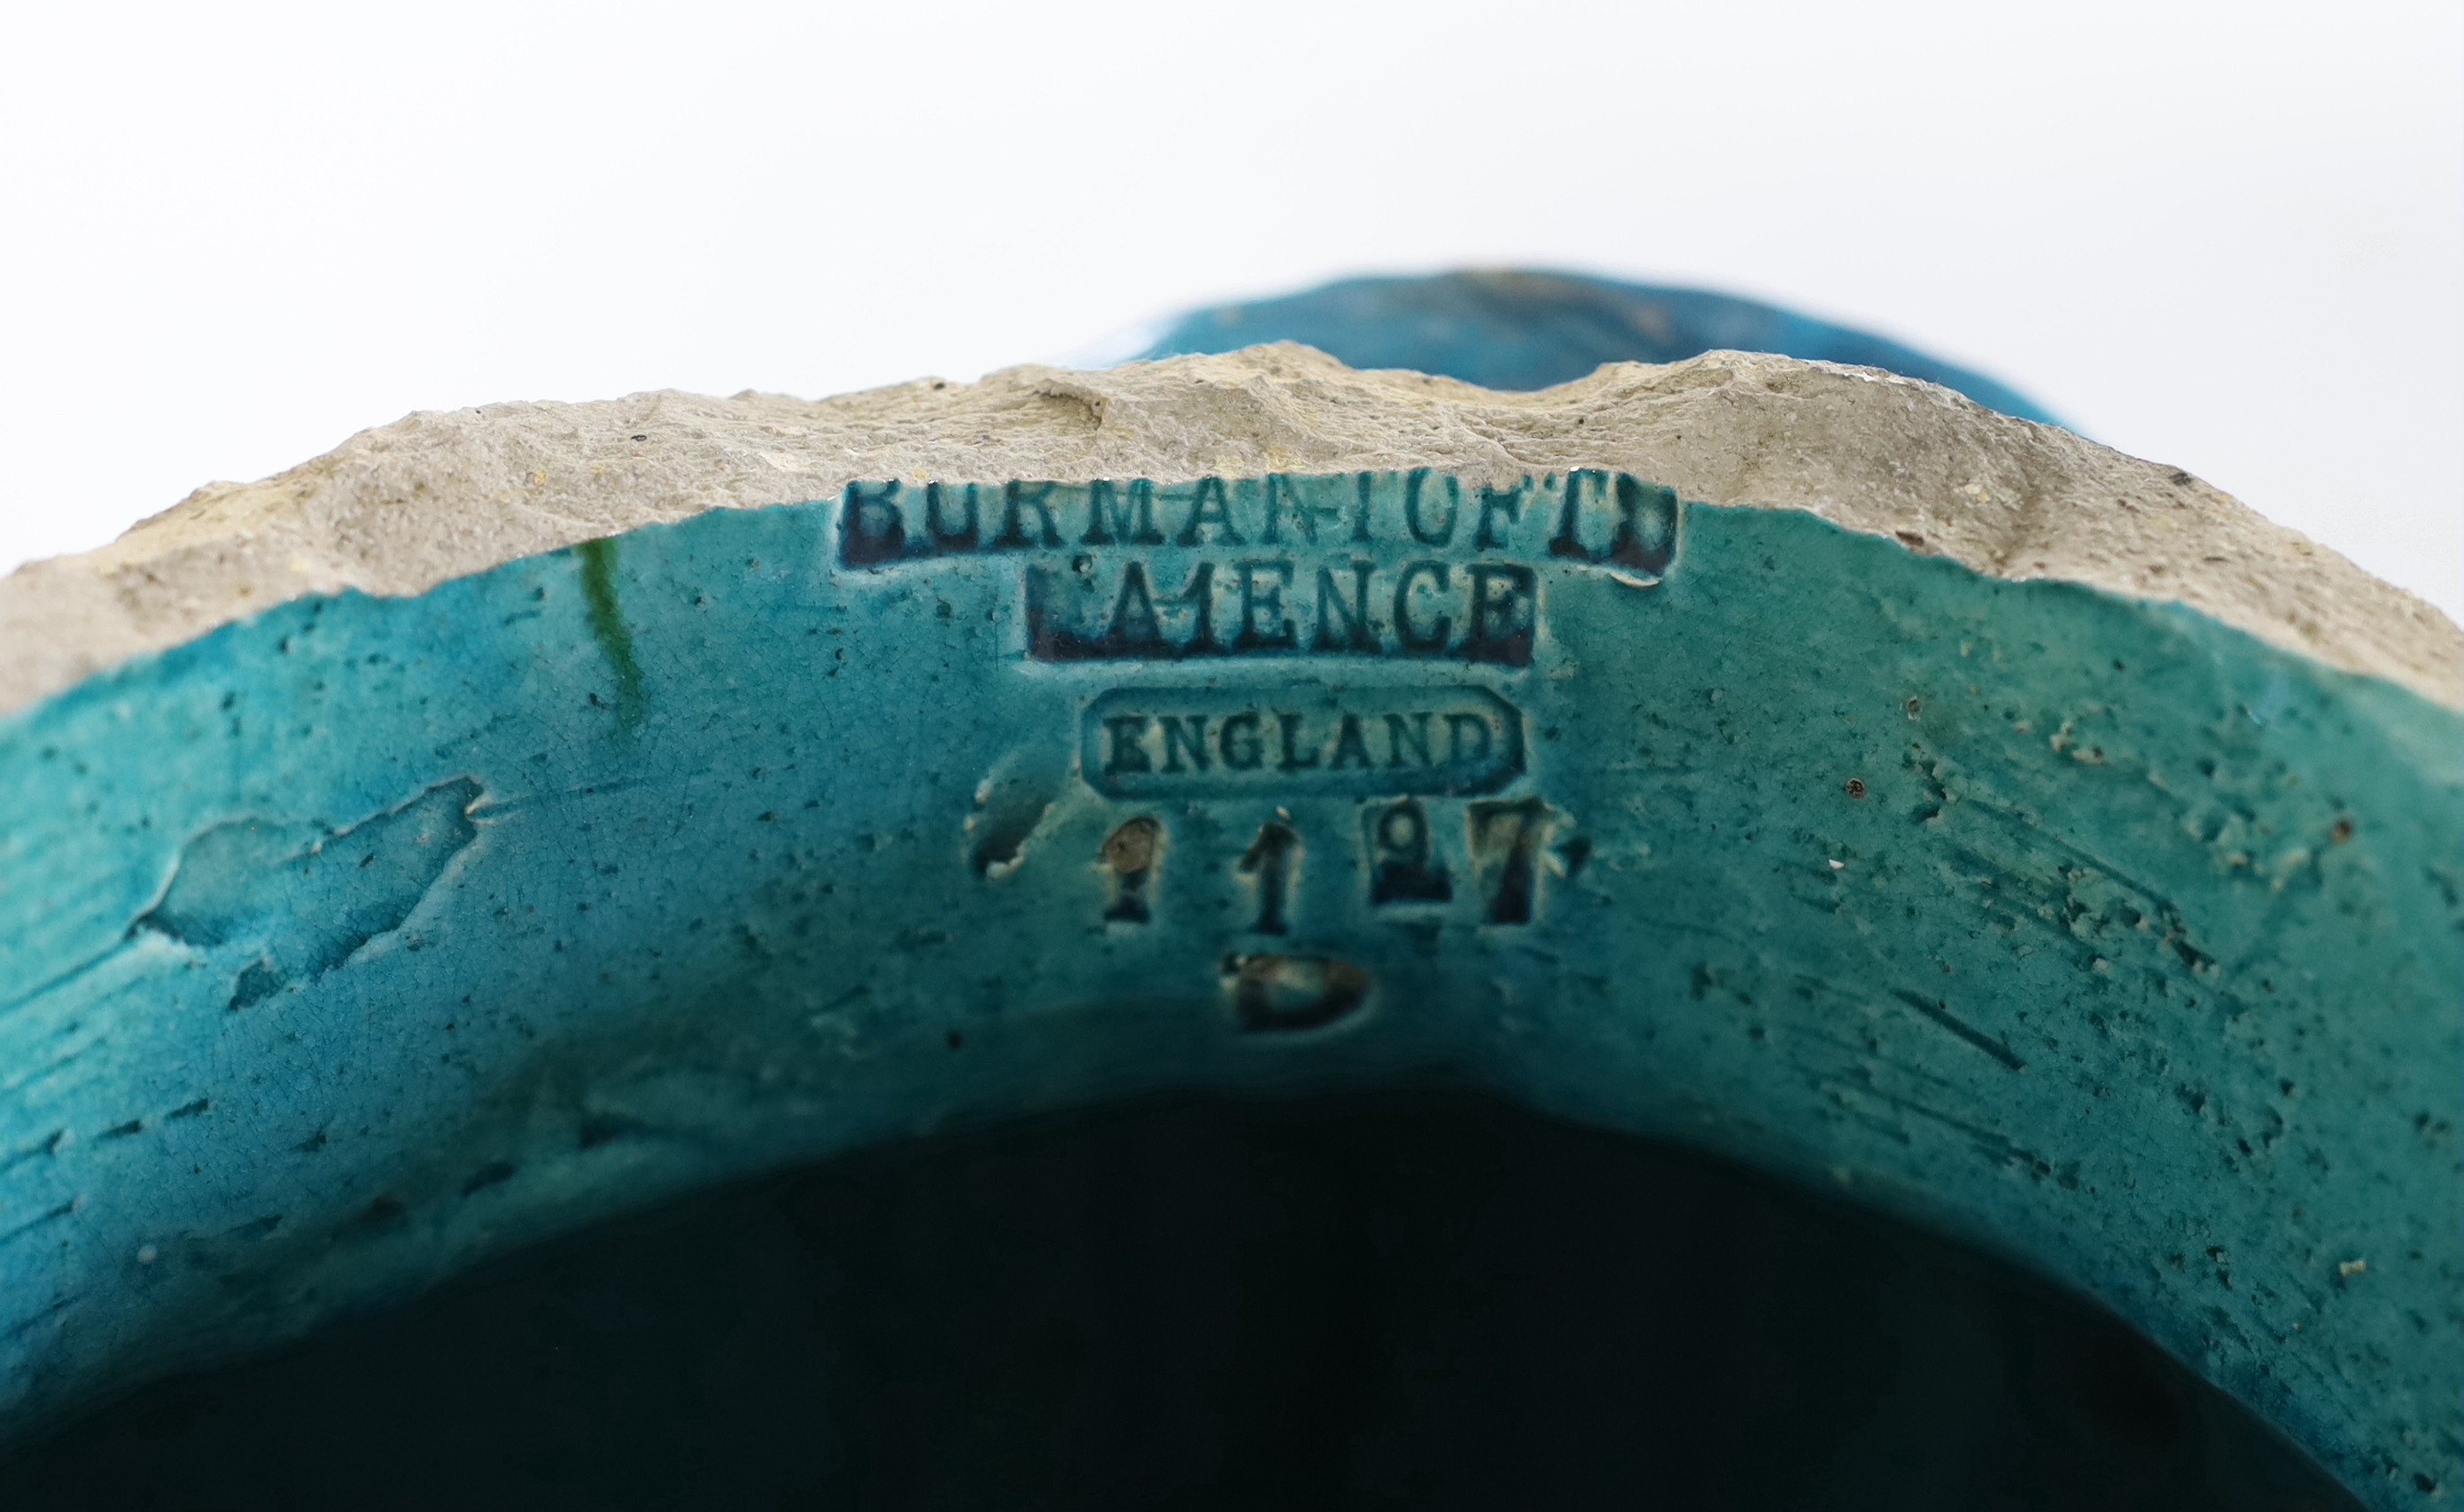 BURMANTOFTS
FAIENCE
ENGLAND
1127
D